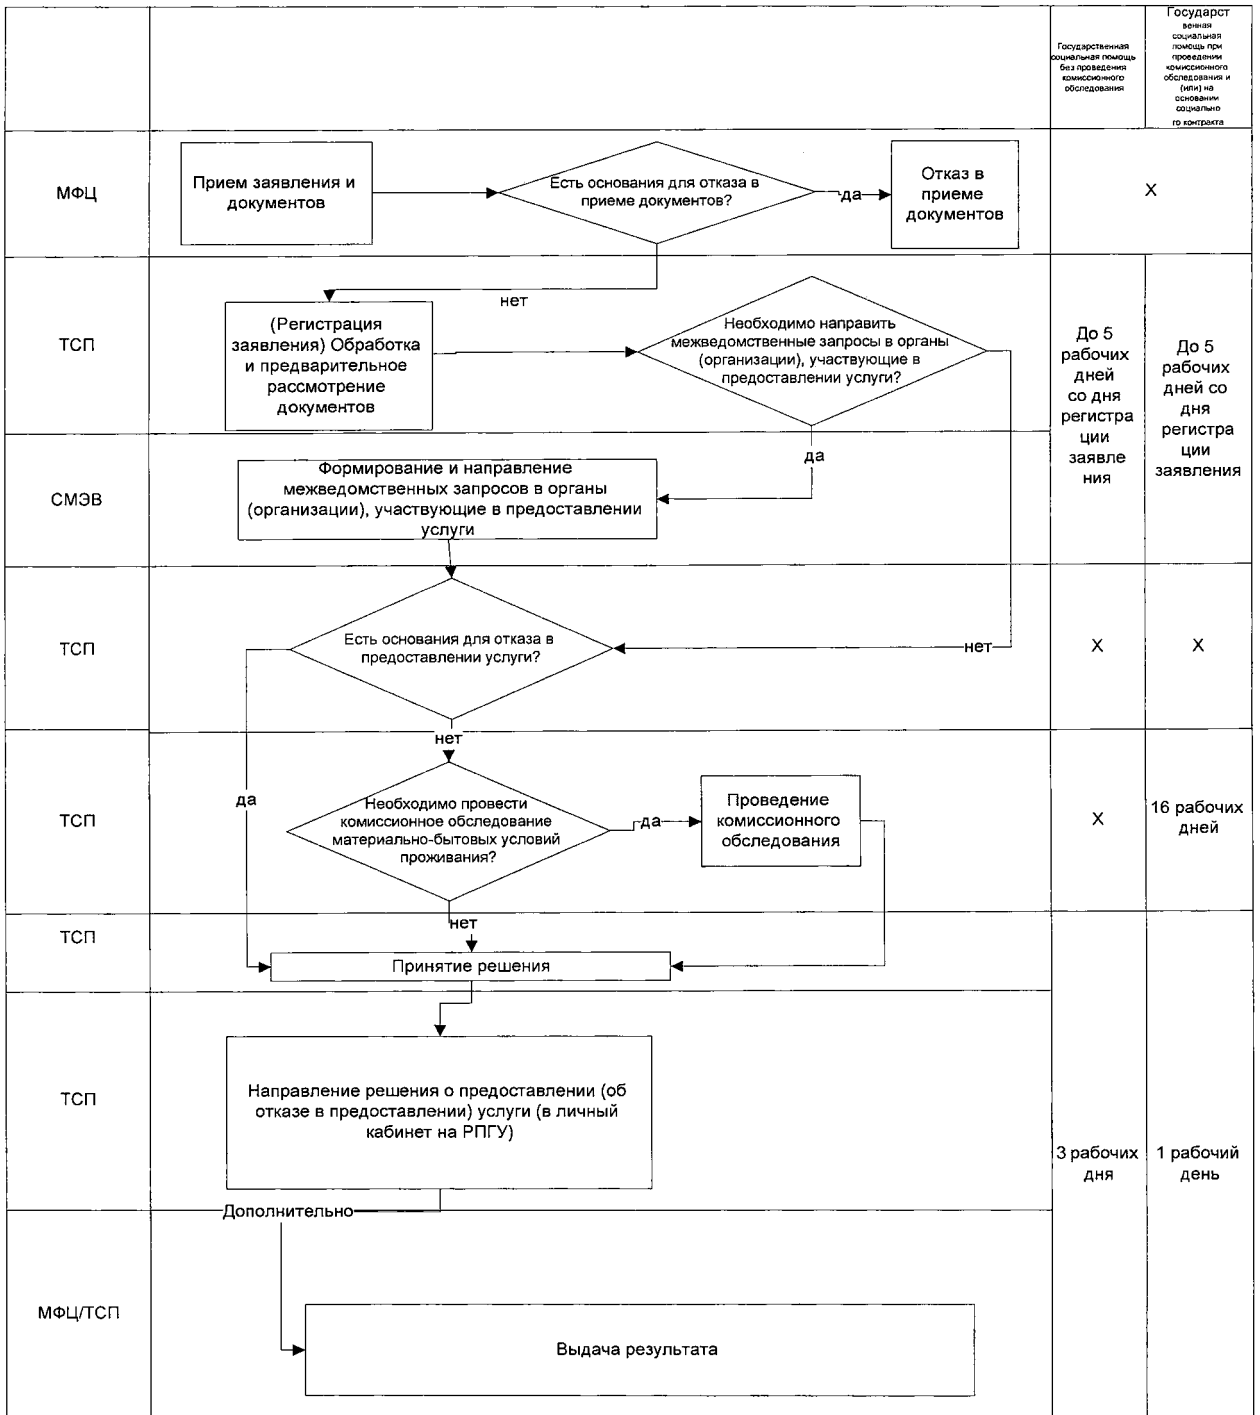 Государственная
социальная помощь
без проведения
комиссионного
обследования
Государст
венная
социальная
помощь при
проведении
комиссионного
обследования и
(или) на
основании
социально
го контракта
МФЦ
Прием заявления и
документов
Есть основания для отказа в
приеме документов?
да
Отказ в
приеме
документов
X
нет
ТСП
(Регистрация
заявления) Обработка
и предварительное
рассмотрение
документов
Необходимо направить
межведомственные запросы в органы
(организации), участвующие в
предоставлении услуги?
До 5
рабочих
дней
со дня
регистра
ции
заявле
ния
До 5
рабочих
дней со
дня
регистра
ции
заявления
да
СМЭВ
Формирование и направление
межведомственных запросов в органы
(организации), участвующие в предоставлении
услуги
ТСП
Есть основания для отказа в
предоставлении услуги?
нет
X
X
нет
да
ТСП
Необходимо провести
комиссионное обследование
материально-бытовых условий
проживания?
да
Проведение
комиссионного
обследования
X
16 рабочих
дней
нет
ТСП
Принятие решения
ТСП
Направление решения о предоставлении (об
отказе в предоставлении) услуги (в личный
кабинет на РПГУ)
3 рабочих
дня
1 рабочий
день
Дополнительно
МФЦ/ТСП
Выдача результата